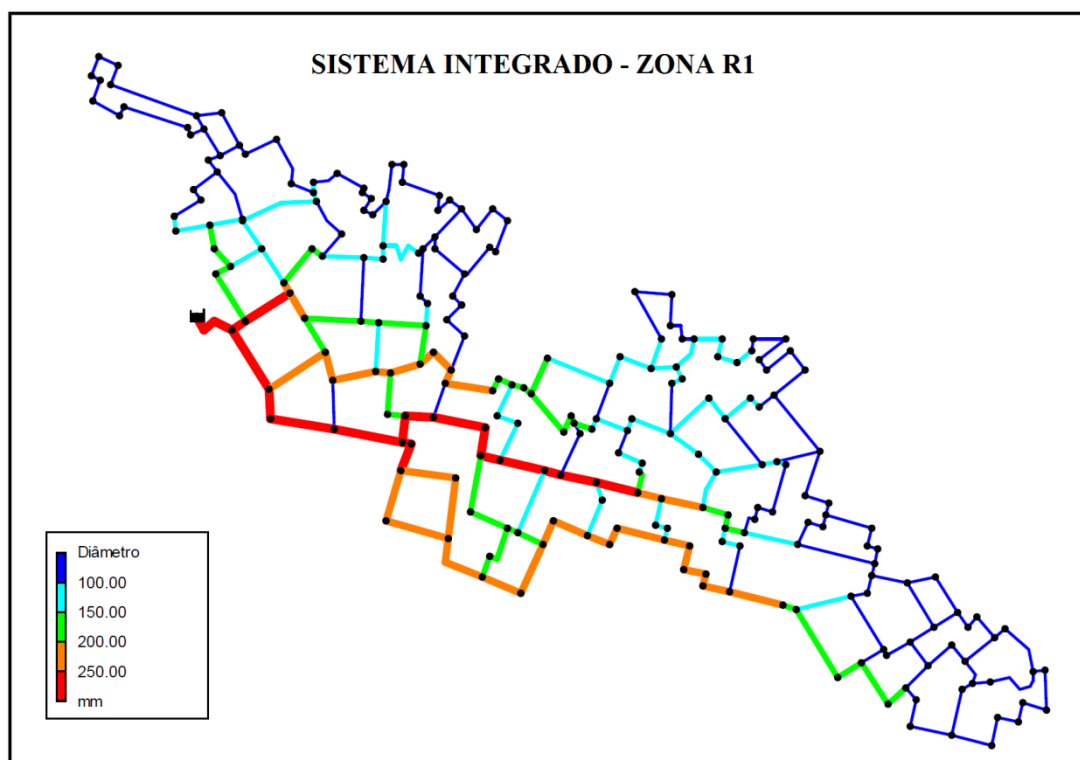 SISTEMA INTEGRADO - ZONA R1
Diâmetro
100.00
150.00
200.00
250.00
mm